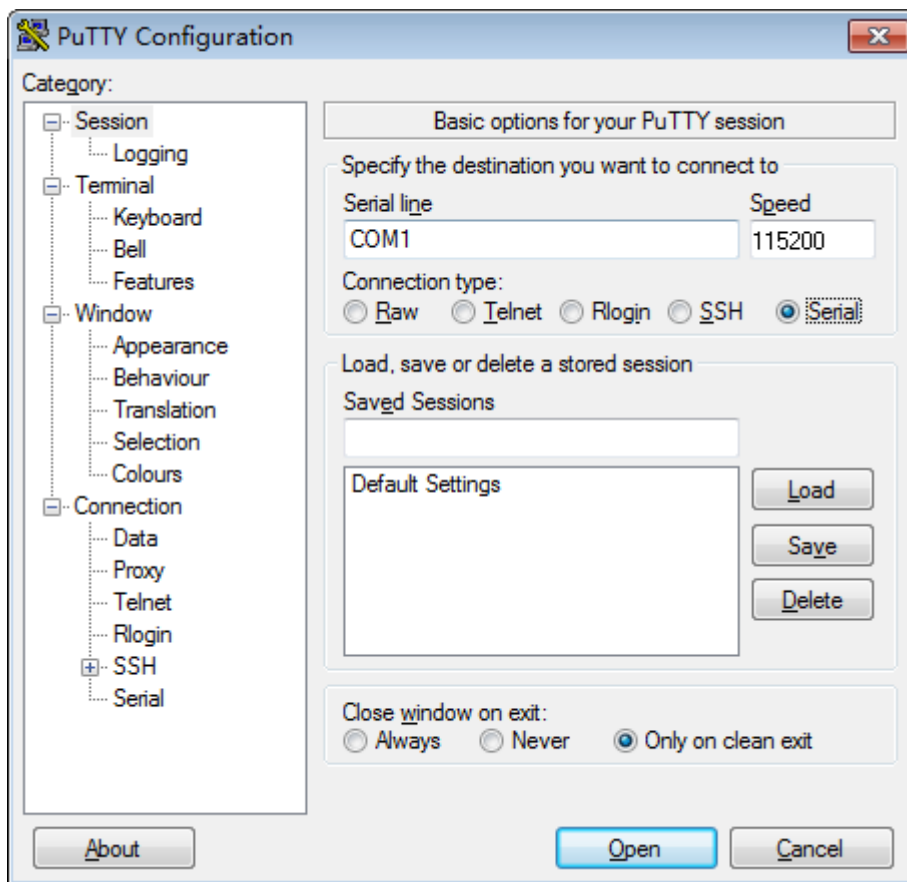 PuTTY Configuration
Category:
Session
Logging
Terminal
Keyboard
Bell
Features
Window
Appearance
Behaviour
Translation
Selection
Colours
Connection
Data
Proxy
Telnet
Rlogin
SSH
Serial
Basic options for your PuTTY session
Specify the destination you want to connect to
Serial line Speed
COM1 115200
Connection type:
Raw Telnet Rlogin SSH Serial
Load, save or delete a stored session
Saved Sessions
Default Settings
Load
Save
Delete
Close window on exit:
Always Never Only on clean exit
About Open Cancel